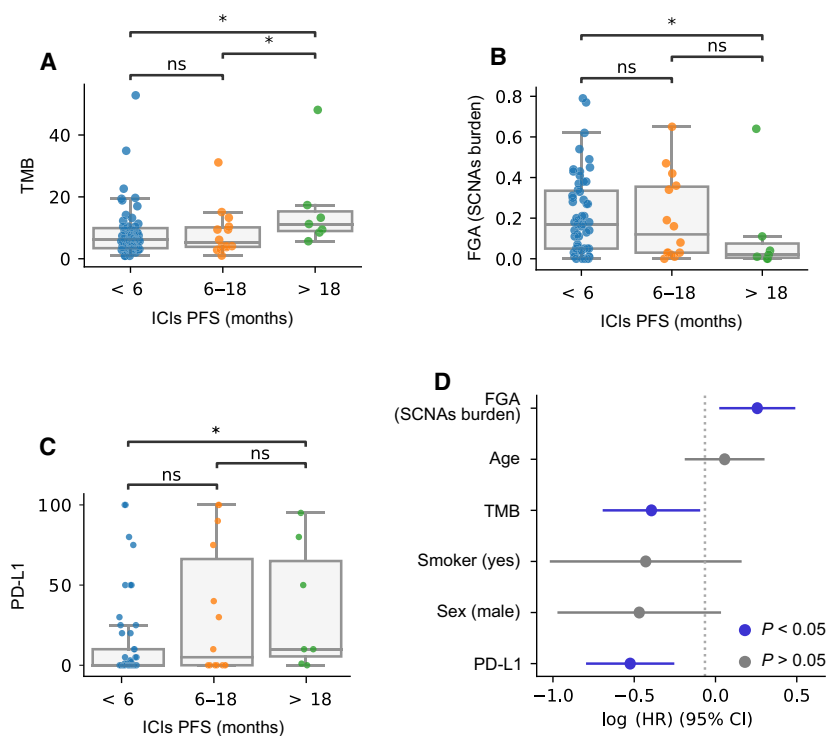 A
*
*
ns
TMB
40
20
0
< 6
6–18
> 18
ICIs PFS (months)
B
*
ns
ns
FGA (SCNAs burden)
0.8
0.6
0.4
0.2
0.0
< 6
6–18
> 18
ICIs PFS (months)
C
*
ns
ns
PD-L1
100
50
0
< 6
6–18
> 18
ICIs PFS (months)
D
FGA
(SCNAs burden)
Age
TMB
Smoker (yes)
Sex (male)
PD-L1
P < 0.05
P > 0.05
−1.0
−0.5
0.0
0.5
log (HR) (95% CI)